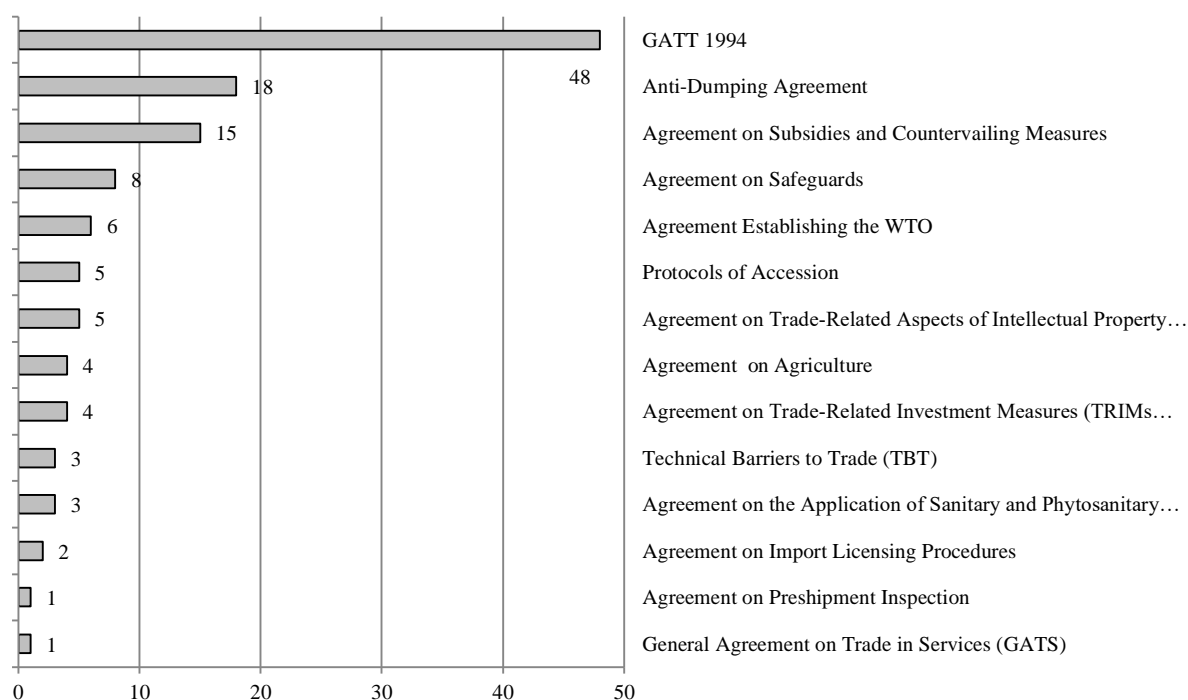 GATT 1994
48
Anti-Dumping Agreement
18
Agreement on Subsidies and Countervailing Measures
15
Agreement on Safeguards
8
Agreement Establishing the WTO
6
Protocols of Accession
5
Agreement on Trade-Related Aspects of Intellectual Property…
5
Agreement  on Agriculture
4
Agreement on Trade-Related Investment Measures (TRIMs…
4
Technical Barriers to Trade (TBT)
3
Agreement on the Application of Sanitary and Phytosanitary…
3
Agreement on Import Licensing Procedures
2
Agreement on Preshipment Inspection
1
General Agreement on Trade in Services (GATS)
1
0 10 20 30 40 50